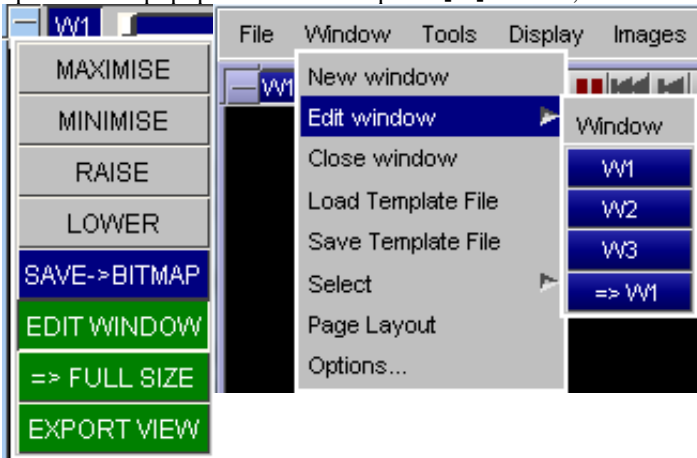 W1
MAXIMISE
MINIMISE
RAISE
LOWER
SAVE->BITMAP
EDIT WINDOW
=> FULL SIZE
EXPORT VIEW
File Window Tools Display Images
W1
New window
Edit window
Close window
Load Template File
Save Template File
Select
Page Layout
Options...
Window
W1
W2
W3
=> W1